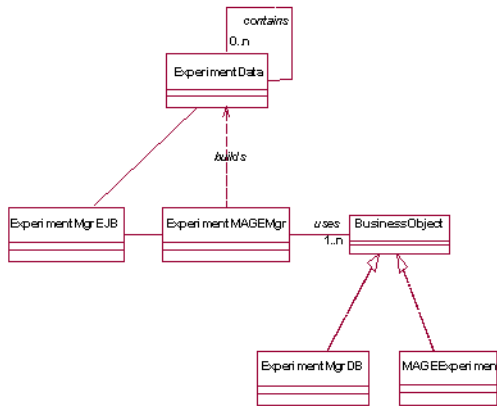 contains
0..n
ExperimentData
builds
ExperimentMgrEJB
ExperimentMAGEMgr
uses
1..n
BusinessObject
ExperimentMgrDB
MAGEExperimen